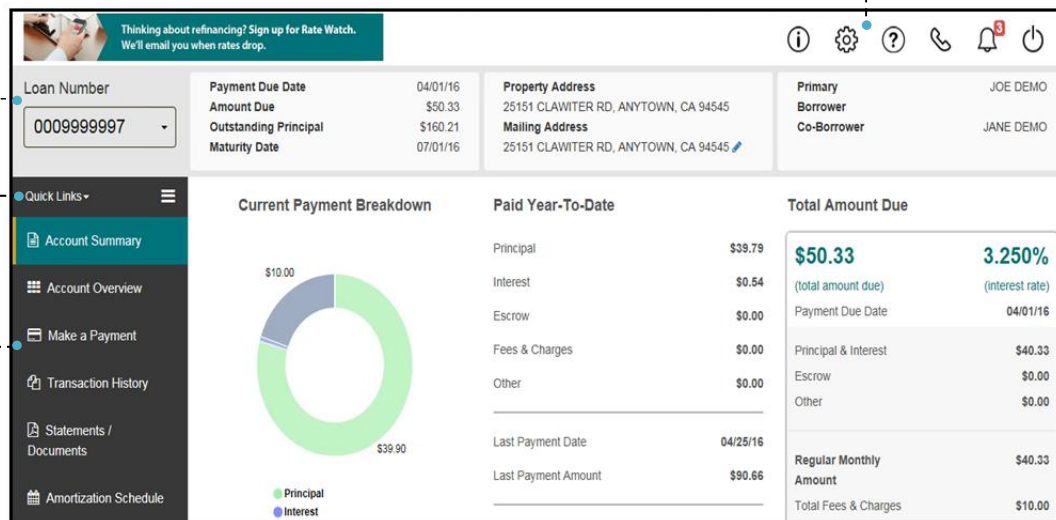 Thinking about refinancing? Sign up for Rate Watch.
We'll email you when rates drop.
3
Loan Number
0009999997
Payment Due Date 04/01/16
Amount Due $50.33
Outstanding Principal $160.21
Maturity Date 07/01/16
Property Address
25151 CLAWITER RD, ANYTOWN, CA 94545
Mailing Address
25151 CLAWITER RD, ANYTOWN, CA 94545
Primary JOE DEMO
Borrower
Co-Borrower JANE DEMO
Quick Links
Account Summary
Account Overview
Make a Payment
Transaction History
Statements /
Documents
Amortization Schedule
Current Payment Breakdown
$10.00
$39.90
Principal
Interest
Paid Year-To-Date
Principal $39.79
Interest $0.54
Escrow $0.00
Fees & Charges $0.00
Other $0.00
Last Payment Date 04/25/16
Last Payment Amount $90.66
Total Amount Due
$50.33 3.250%
(total amount due) (interest rate)
Payment Due Date 04/01/16
Principal & Interest $40.33
Escrow $0.00
Other $0.00
Regular Monthly $40.33
Amount
Total Fees & Charges $10.00